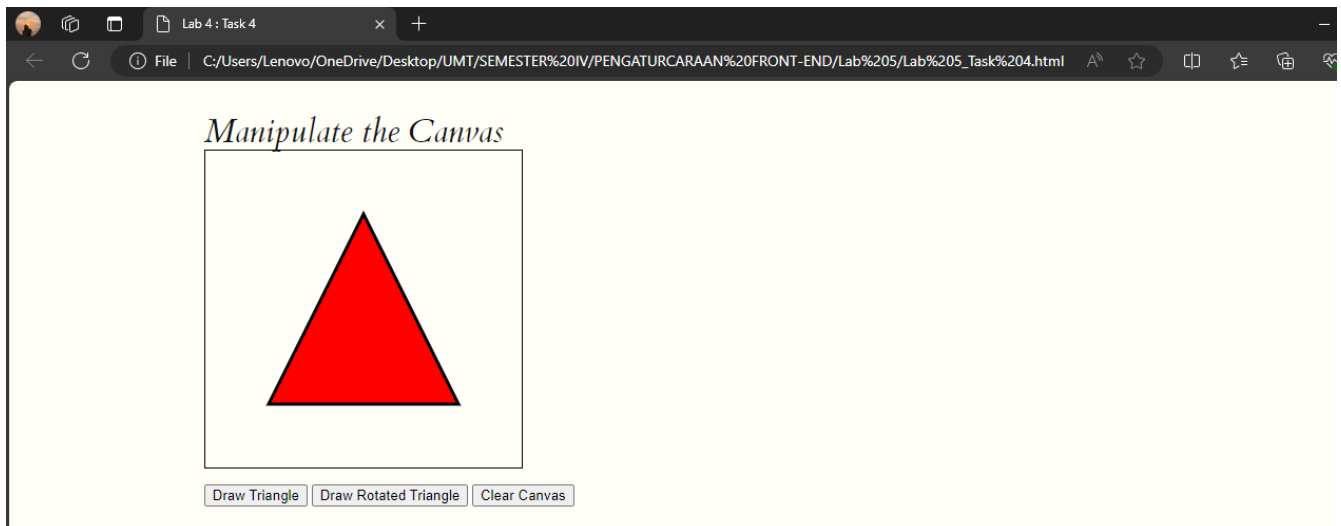 Lab 4 : Task 4
File C:/Users/Lenovo/OneDrive/Desktop/UMT/SEMESTER%20IV/PENGATURCARAAN%20FRONT-END/Lab%205/Lab%205_Task%204.html
Manipulate the Canvas
Draw Triangle Draw Rotated Triangle Clear Canvas